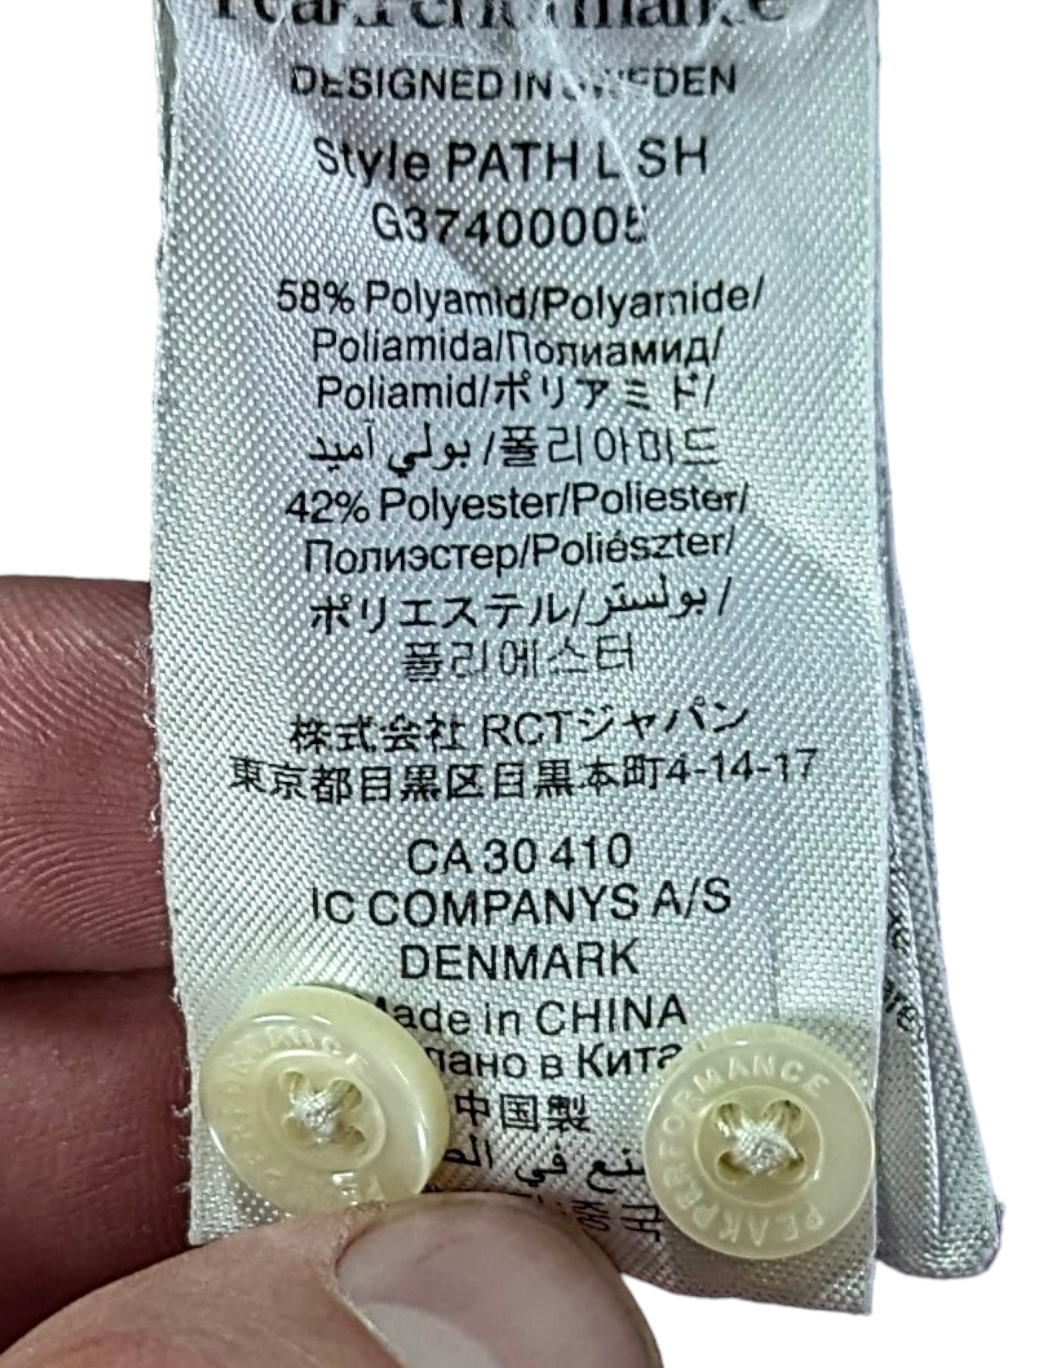 PeakPerformance
DESIGNED IN SWEDEN
Style PATH L SH
G37400005
58% Polyamid/Polyamide/
Poliamida/Полиамид/
Poliamid/ポリアミド/
بولي آميد/폴리아미드
42% Polyester/Poliester/
Полиэстер/Poliészter/
ポリエステル/بولستر/
폴리에스터
株式会社 RCTジャパン
東京都目黒区目黒本町4-14-17
CA 30 410
IC COMPANYS A/S
DENMARK
Made in CHINA
в
中国製
في
PERFORMANCE
PEAKPERFORMANCE